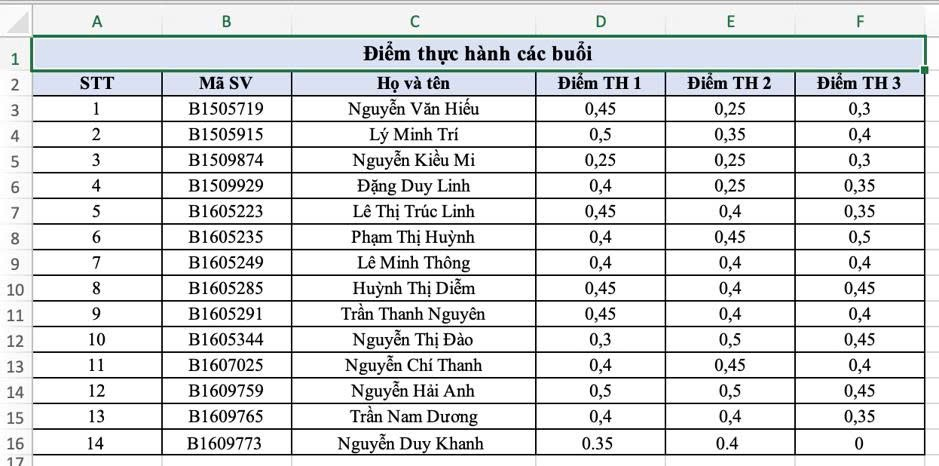 A B C D E F
1 Điểm thực hành các buổi
2 STT Mã SV Họ và tên Điểm TH 1 Điểm TH 2 Điểm TH 3
3 1 B1505719 Nguyễn Văn Hiếu 0,45 0,25 0,3
4 2 B1505915 Lý Minh Trí 0,5 0,35 0,4
5 3 B1509874 Nguyễn Kiều Mi 0,25 0,25 0,3
6 4 B1509929 Đặng Duy Linh 0,4 0,25 0,35
7 5 B1605223 Lê Thị Trúc Linh 0,45 0,4 0,35
8 6 B1605235 Phạm Thị Huỳnh 0,4 0,45 0,5
9 7 B1605249 Lê Minh Thông 0,4 0,4 0,4
10 8 B1605285 Huỳnh Thị Diễm 0,45 0,4 0,45
11 9 B1605291 Trần Thanh Nguyên 0,45 0,4 0,4
12 10 B1605344 Nguyễn Thị Đào 0,3 0,5 0,45
13 11 B1607025 Nguyễn Chí Thanh 0,4 0,45 0,4
14 12 B1609759 Nguyễn Hải Anh 0,5 0,5 0,45
15 13 B1609765 Trần Nam Dương 0,4 0,4 0,35
16 14 B1609773 Nguyễn Duy Khanh 0.35 0.4 0
17